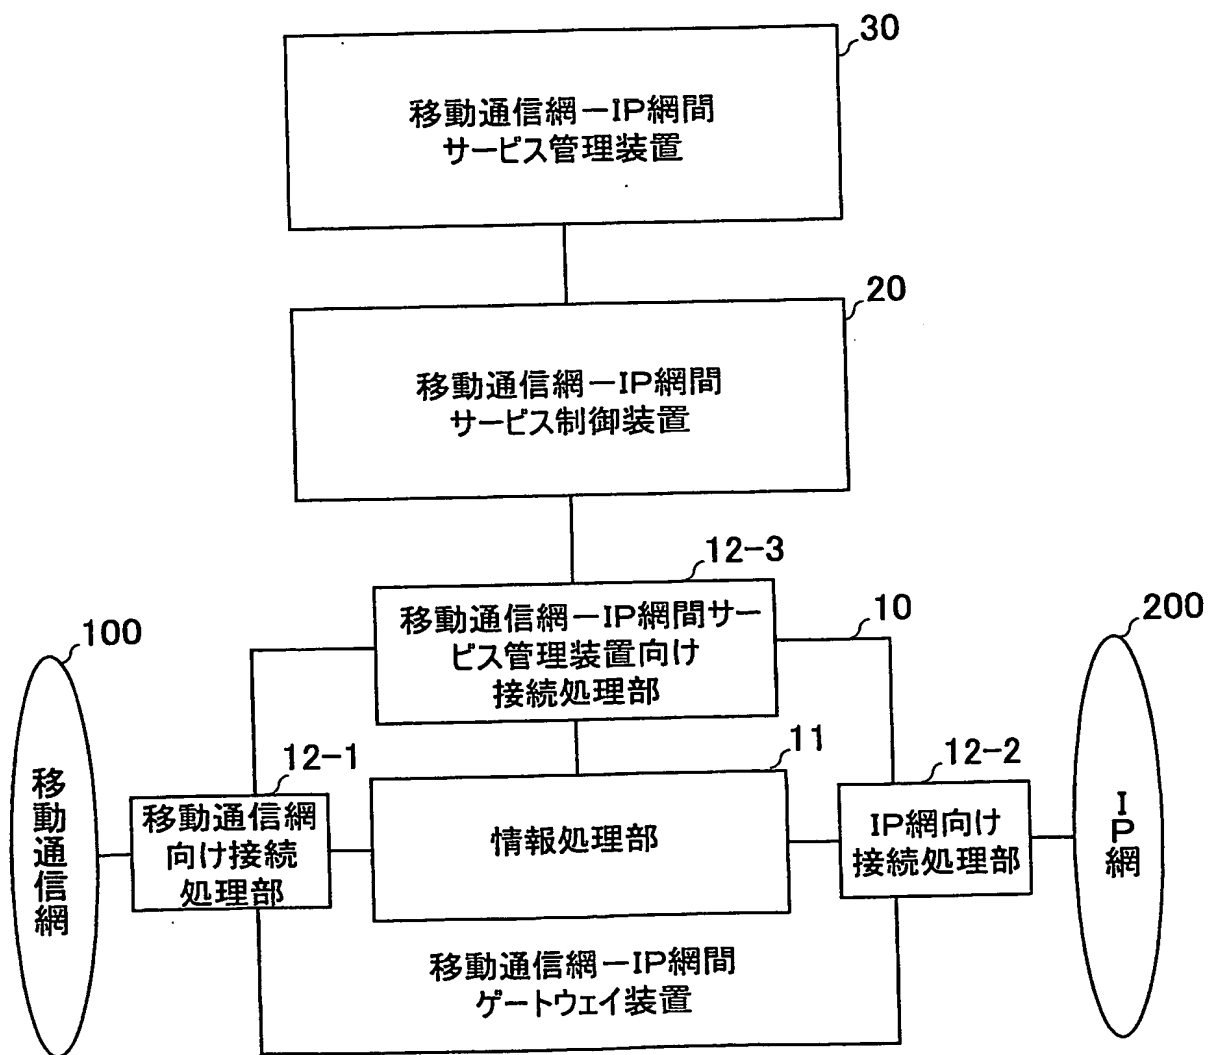 30
移動通信網－IP網間
サービス管理装置
20
移動通信網－IP網間
サービス制御装置
12-3
移動通信網－IP網間サー
ビス管理装置向け
接続処理部
10
100
200
移動通信網
12-1
移動通信網
向け接続
処理部
11
情報処理部
12-2
IP網向け
接続処理部
IP網
移動通信網－IP網間
ゲートウェイ装置